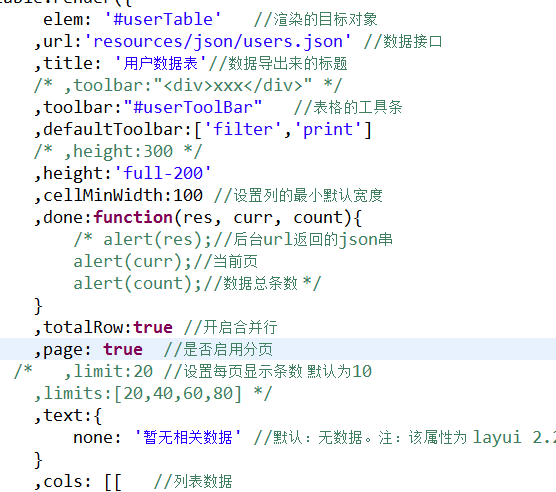 table.render({
elem: '#userTable' //渲染的目标对象
,url:'resources/json/users.json' //数据接口
,title: '用户数据表'//数据导出来的标题
/* ,toolbar:"<div>xxx</div>" */
,toolbar:"#userToolBar" //表格的工具条
,defaultToolbar:['filter','print']
/* ,height:300 */
,height:'full-200'
,cellMinWidth:100 //设置列的最小默认宽度
,done:function(res, curr, count){
/* alert(res);//后台url返回的json串
alert(curr);//当前页
alert(count);//数据总条数 */
}
,totalRow:true //开启合并行
,page: true //是否启用分页
/* ,limit:20 //设置每页显示条数 默认为10
,limits:[20,40,60,80] */
,text:{
none: '暂无相关数据' //默认：无数据。注：该属性为 layui 2.2
}
,cols: [[ //列表数据